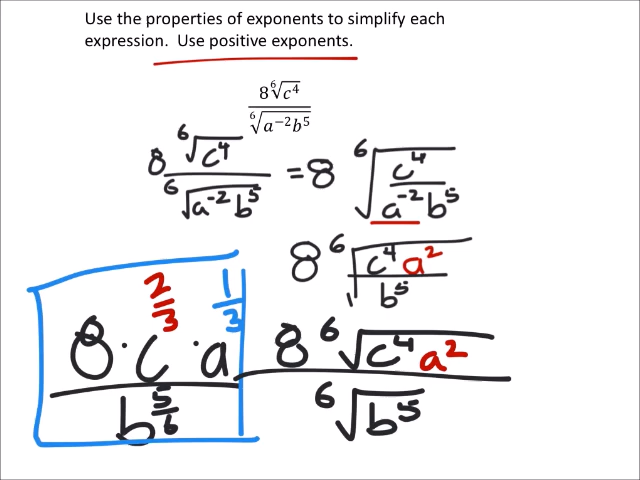 Use the properties of exponents to simplify each
expression. Use positive exponents.
8⁶√c⁴ / ⁶√a⁻²b⁵
8 ⁶√c⁴ / ⁶√a⁻²b⁵ = 8 ⁶√(c⁴ / a⁻²b⁵)
8 ⁶√(c⁴a² / b⁵)
8 · c^(2/3) · a^(1/3) / b^(5/6)
8 ⁶√c⁴a² / ⁶√b⁵